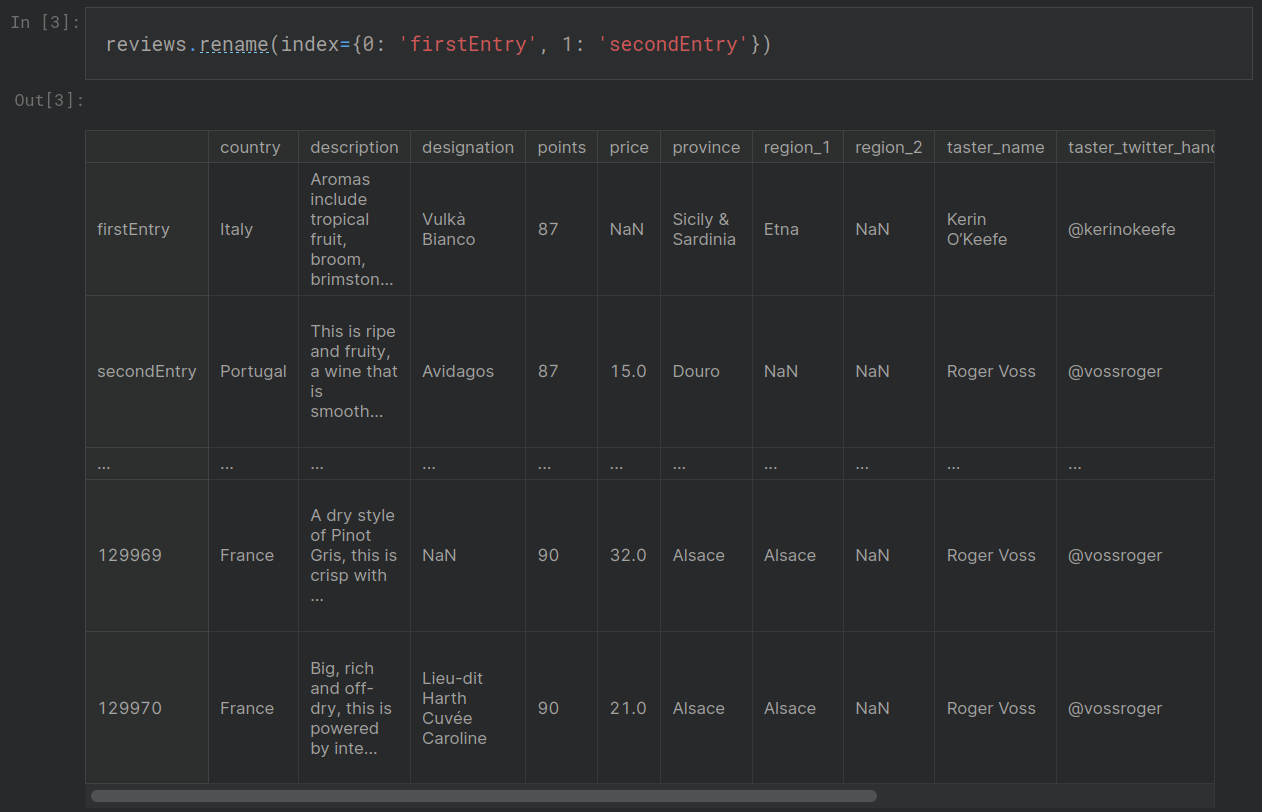 In [3]:
reviews.rename(index={0: 'firstEntry', 1: 'secondEntry'})
Out[3]:
country description designation points price province region_1 region_2 taster_name taster_twitter_hanc
firstEntry Italy Aromas include tropical fruit, broom, brimston... Vulkà Bianco 87 NaN Sicily & Sardinia Etna NaN Kerin O’Keefe @kerinokeefe
secondEntry Portugal This is ripe and fruity, a wine that is smooth... Avidagos 87 15.0 Douro NaN NaN Roger Voss @vossroger
... ... ... ... ... ... ... ... ... ... ...
129969 France A dry style of Pinot Gris, this is crisp with ... NaN 90 32.0 Alsace Alsace NaN Roger Voss @vossroger
129970 France Big, rich and off-dry, this is powered by inte... Lieu-dit Harth Cuvée Caroline 90 21.0 Alsace Alsace NaN Roger Voss @vossroger